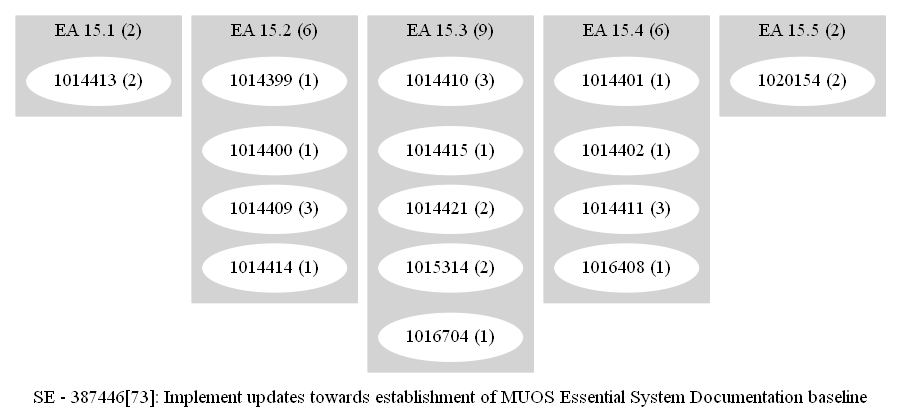 EA 15.1 (2)
1014413 (2)
EA 15.2 (6)
1014399 (1)
1014400 (1)
1014409 (3)
1014414 (1)
EA 15.3 (9)
1014410 (3)
1014415 (1)
1014421 (2)
1015314 (2)
1016704 (1)
EA 15.4 (6)
1014401 (1)
1014402 (1)
1014411 (3)
1016408 (1)
EA 15.5 (2)
1020154 (2)
SE - 387446[73]: Implement updates towards establishment of MUOS Essential System Documentation baseline